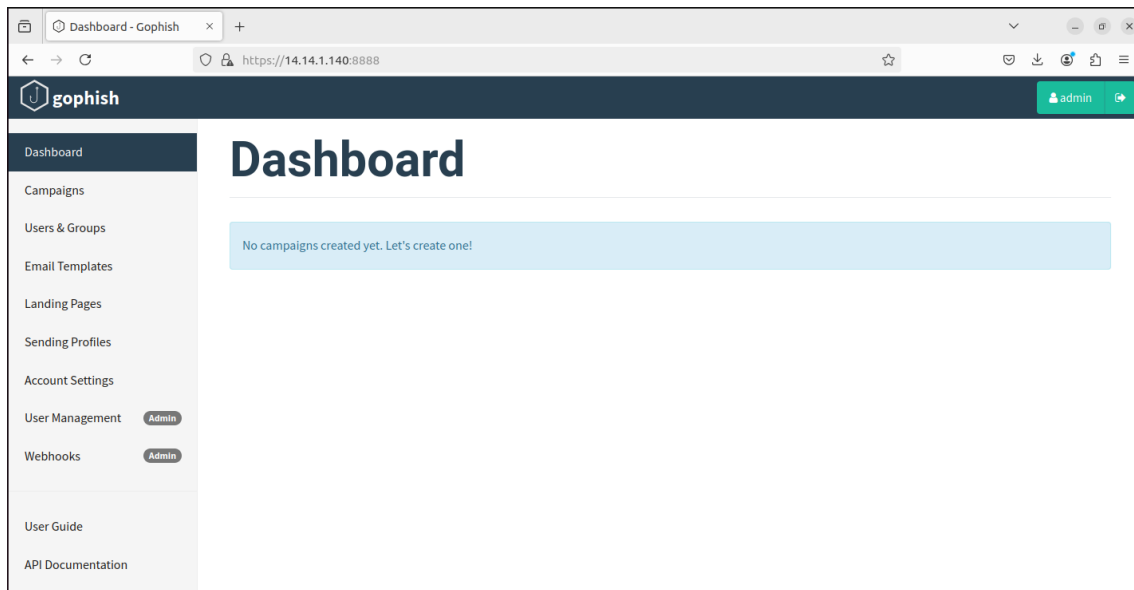 Dashboard - Gophish
https://14.14.1.140:8888
gophish
admin
Dashboard
Campaigns
Users & Groups
Email Templates
Landing Pages
Sending Profiles
Account Settings
User Management Admin
Webhooks Admin
User Guide
API Documentation
Dashboard
No campaigns created yet. Let's create one!